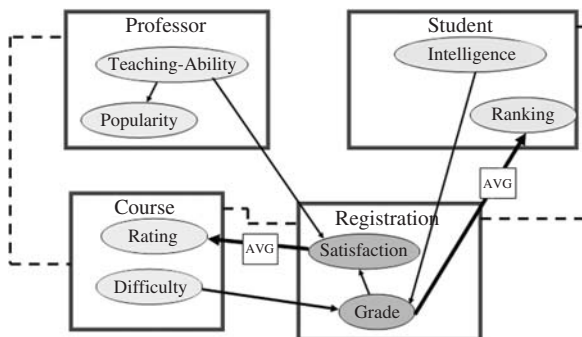 Professor
Teaching-Ability
Popularity
Student
Intelligence
Ranking
AVG
Course
Rating
AVG
Difficulty
Registration
Satisfaction
Grade